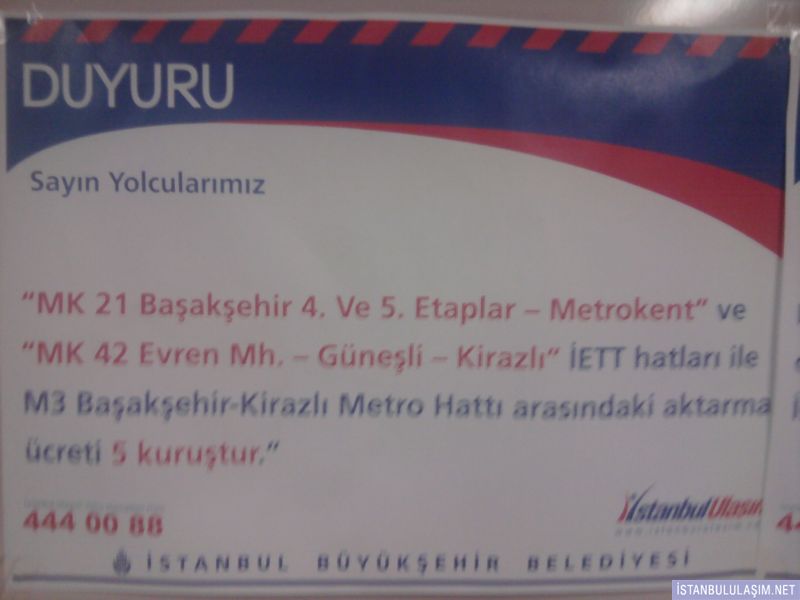 DUYURU
Sayın Yolcularımız
“MK 21 Başakşehir 4. Ve 5. Etaplar – Metrokent” ve
“MK 42 Evren Mh. – Güneşli – Kirazlı” İETT hatları ile
M3 Başakşehir-Kirazlı Metro Hattı arasındaki aktarma
ücreti 5 kuruştur.”
444 00 88
İstanbulUlaşım
İSTANBUL BÜYÜKŞEHİR BELEDİYESİ
İSTANBULULAŞIM.NET